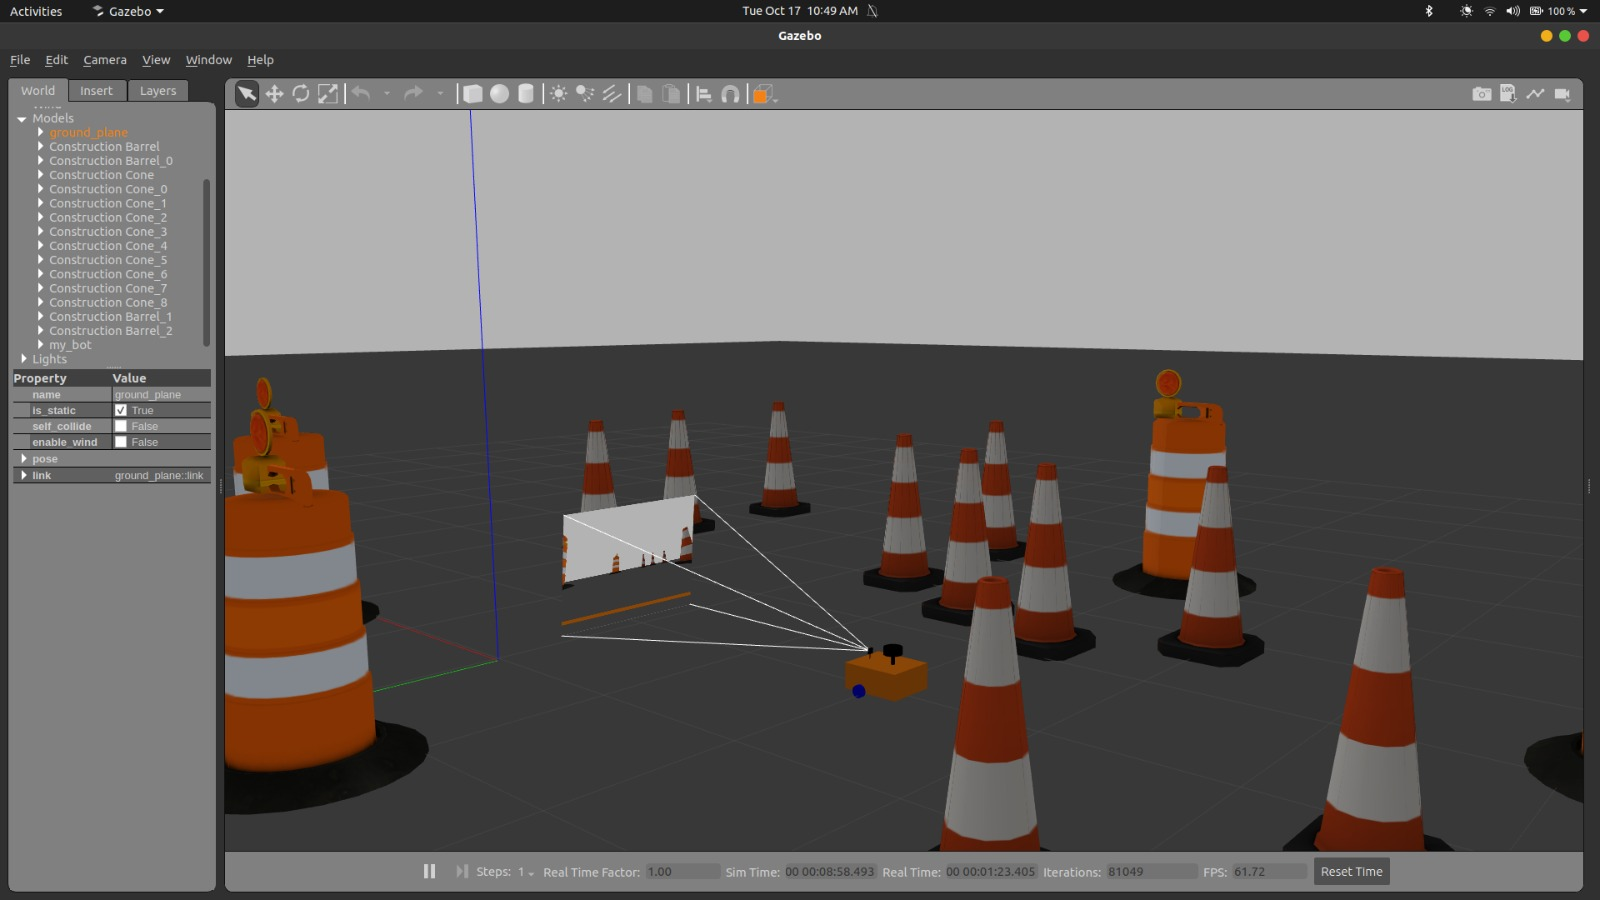 Activities Gazebo Tue Oct 17 10:49 AM 100 %
Gazebo
File Edit Camera View Window Help
World Insert Layers
Models
ground_plane
Construction Barrel
Construction Barrel_0
Construction Cone
Construction Cone_0
Construction Cone_1
Construction Cone_2
Construction Cone_3
Construction Cone_4
Construction Cone_5
Construction Cone_6
Construction Cone_7
Construction Cone_8
Construction Barrel_1
Construction Barrel_2
my_bot
Lights
Property Value
name ground_plane
is_static True
self_collide False
enable_wind False
pose
link ground_plane::link
LOG
Steps: 1 Real Time Factor: 1.00 Sim Time: 00 00:08:58.493 Real Time: 00 00:01:23.405 Iterations: 81049 FPS: 61.72 Reset Time